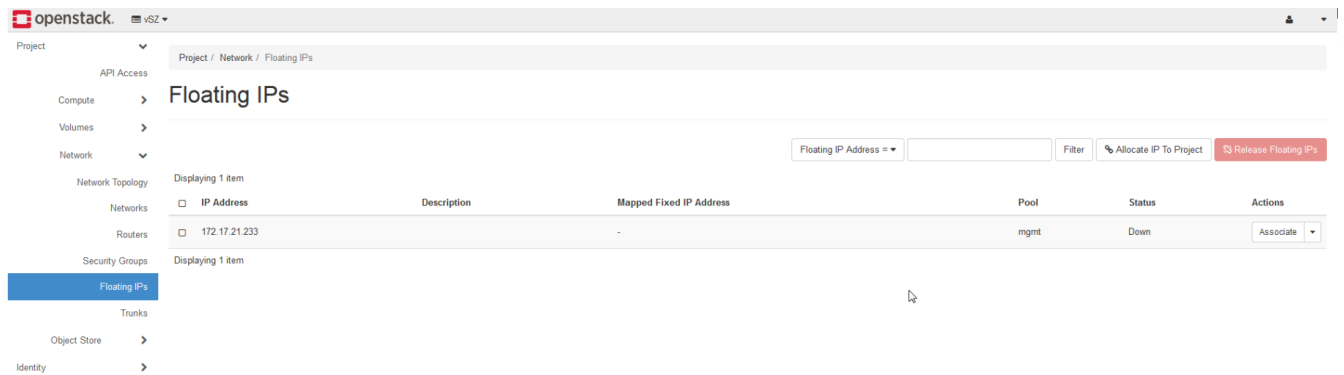 openstack. vSZ
Project
API Access
Compute
Volumes
Network
Network Topology
Networks
Routers
Security Groups
Floating IPs
Trunks
Object Store
Identity
Project / Network / Floating IPs
Floating IPs
Floating IP Address = Filter Allocate IP To Project Release Floating IPs
Displaying 1 item
IP Address Description Mapped Fixed IP Address Pool Status Actions
172.17.21.233 - mgmt Down Associate
Displaying 1 item